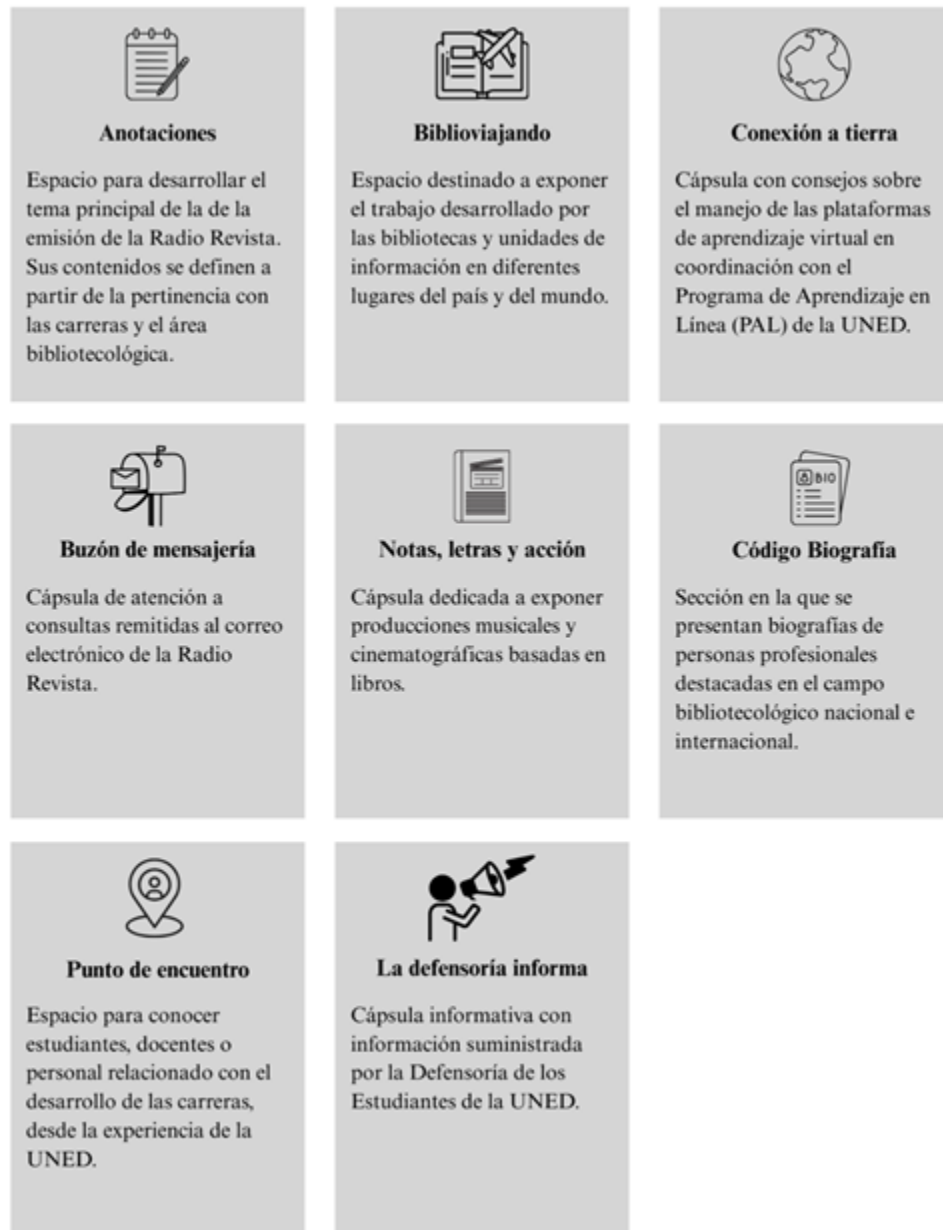 Anotaciones
Espacio para desarrollar el
tema principal de la de la
emisión de la Radio Revista.
Sus contenidos se definen a
partir de la pertinencia con
las carreras y el área
bibliotecológica.
Biblioviajando
Espacio destinado a exponer
el trabajo desarrollado por
las bibliotecas y unidades de
información en diferentes
lugares del país y del mundo.
Conexión a tierra
Cápsula con consejos sobre
el manejo de las plataformas
de aprendizaje virtual en
coordinación con el
Programa de Aprendizaje en
Línea (PAL) de la UNED.
Buzón de mensajería
Cápsula de atención a
consultas remitidas al correo
electrónico de la Radio
Revista.
Notas, letras y acción
Cápsula dedicada a exponer
producciones musicales y
cinematográficas basadas en
libros.
BIO
Código Biografía
Sección en la que se
presentan biografías de
personas profesionales
destacadas en el campo
bibliotecológico nacional e
internacional.
Punto de encuentro
Espacio para conocer
estudiantes, docentes o
personal relacionado con el
desarrollo de las carreras,
desde la experiencia de la
UNED.
La defensoría informa
Cápsula informativa con
información suministrada
por la Defensoría de los
Estudiantes de la UNED.